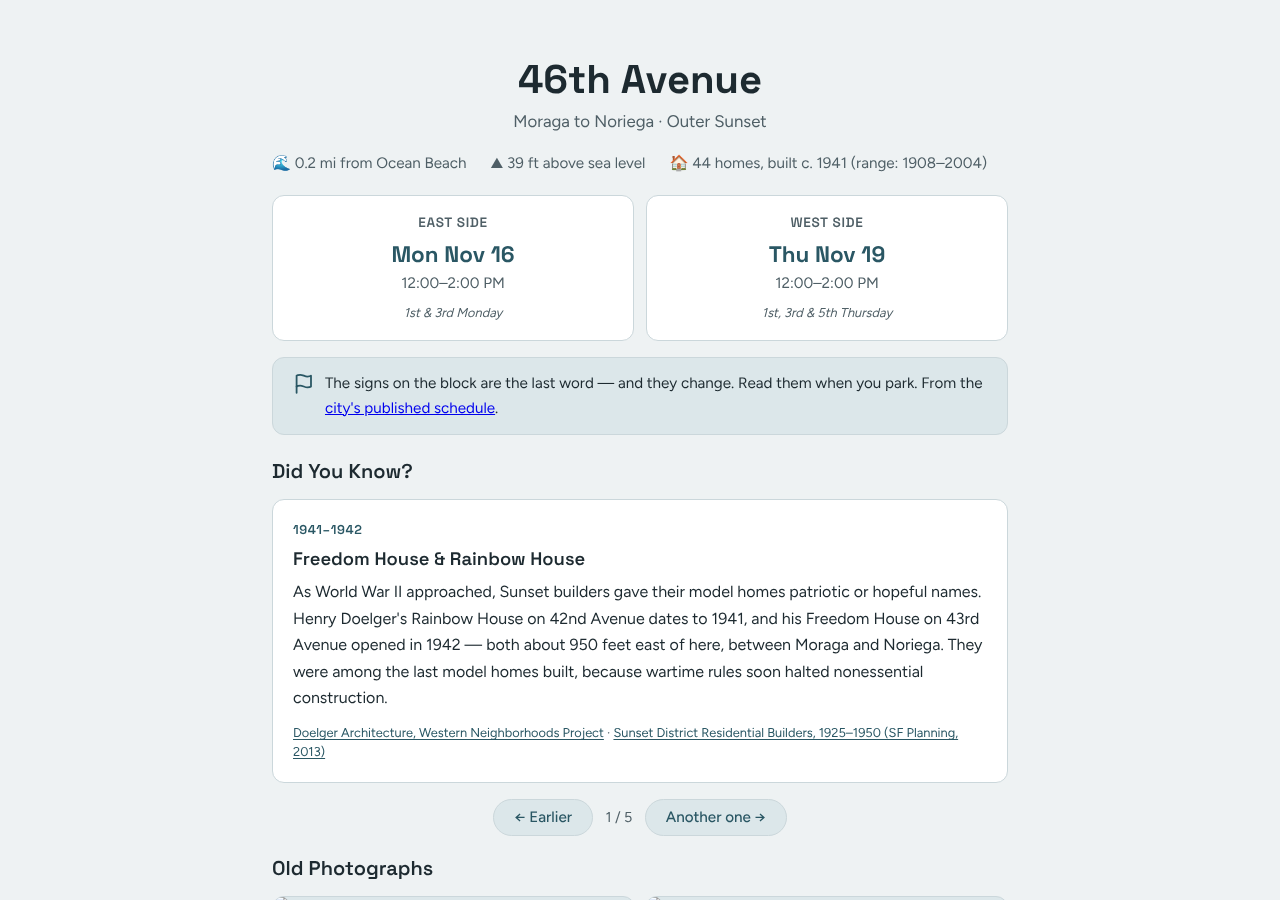 46th Avenue
Moraga to Noriega · Outer Sunset
🌊 0.2 mi from Ocean Beach ▲ 39 ft above sea level 🏠 44 homes, built c. 1941 (range: 1908–2004)
EAST SIDE
Mon Nov 16
12:00–2:00 PM
1st & 3rd Monday
WEST SIDE
Thu Nov 19
12:00–2:00 PM
1st, 3rd & 5th Thursday
The signs on the block are the last word — and they change. Read them when you park. From the
city's published schedule.
Did You Know?
1941–1942
Freedom House & Rainbow House
As World War II approached, Sunset builders gave their model homes patriotic or hopeful names.
Henry Doelger's Rainbow House on 42nd Avenue dates to 1941, and his Freedom House on 43rd
Avenue opened in 1942 — both about 950 feet east of here, between Moraga and Noriega. They
were among the last model homes built, because wartime rules soon halted nonessential
construction.
Doelger Architecture, Western Neighborhoods Project · Sunset District Residential Builders, 1925–1950 (SF Planning,
2013)
← Earlier 1 / 5 Another one →
Old Photographs